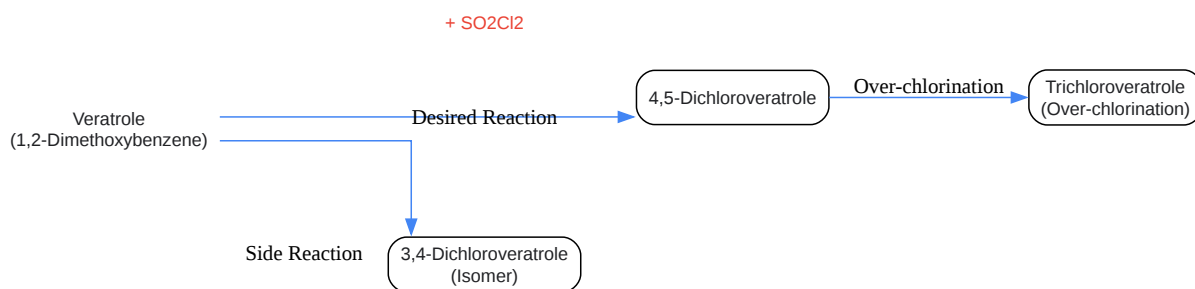 + SO2Cl2
Veratrole
(1,2-Dimethoxybenzene)
Desired Reaction
4,5-Dichloroveratrole
Over-chlorination
Trichloroveratrole
(Over-chlorination)
Side Reaction
3,4-Dichloroveratrole
(Isomer)